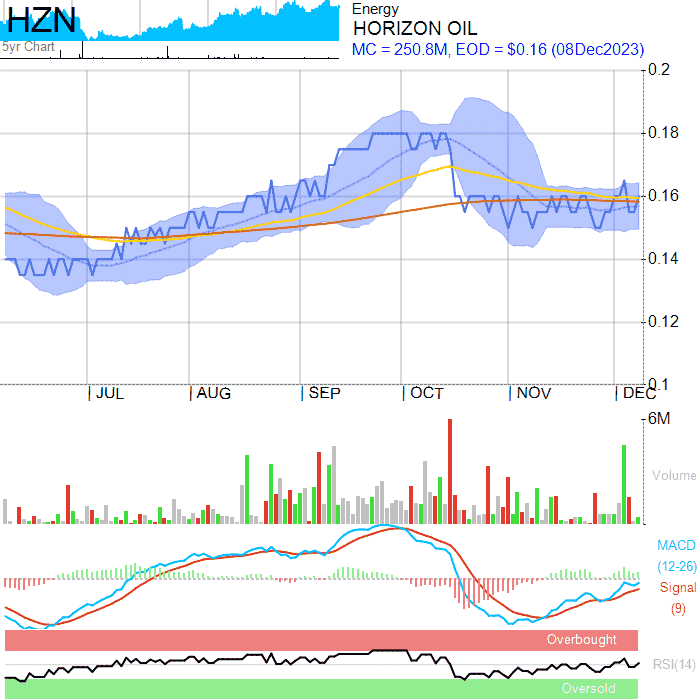 HZN
5yr Chart
Energy
HORIZON OIL
MC = 250.8M, EOD = $0.16 (08Dec2023)
0.2
0.18
0.16
0.14
0.12
0.1
JUL AUG SEP OCT NOV DEC
6M
Volume
MACD
(12-26)
Signal
(9)
Overbought
RSI(14)
Oversold